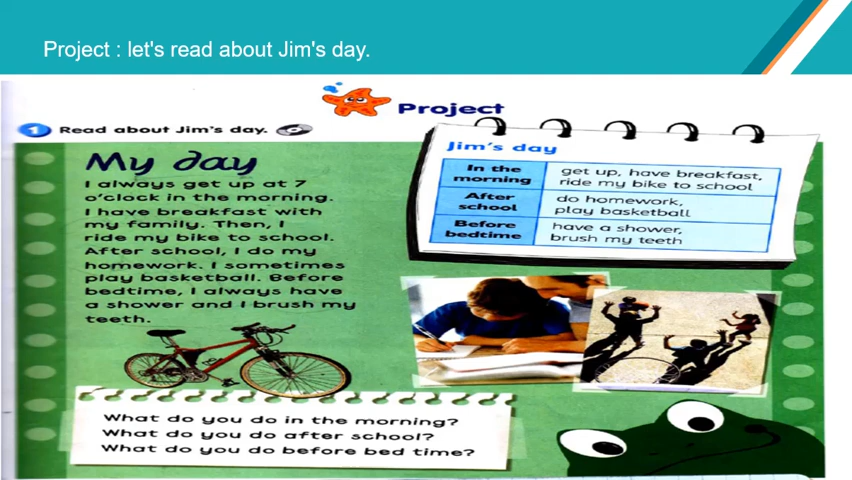 Project : let's read about Jim's day.
Project
1 Read about Jim's day.
My day
I always get up at 7
o'clock in the morning.
I have breakfast with
my family. Then, I
ride my bike to school.
After school, I do my
homework. I sometimes
play basketball. Before
bedtime, I always have
a shower and I brush my
teeth.
Jim's day
In the morning
get up, have breakfast,
ride my bike to school
After school
do homework,
play basketball
Before bedtime
have a shower,
brush my teeth
What do you do in the morning?
What do you do after school?
What do you do before bed time?